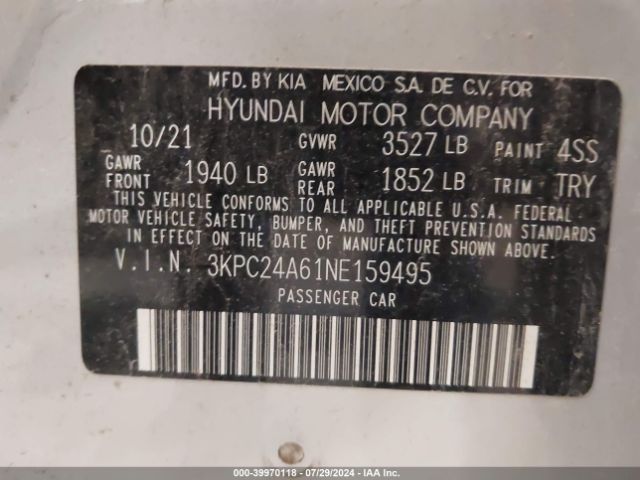 MFD. BY KIA MEXICO S.A. DE C.V. FOR
HYUNDAI MOTOR COMPANY
10/21 GVWR 3527 LB PAINT 4SS
GAWR FRONT 1940 LB GAWR REAR 1852 LB TRIM TRY
THIS VEHICLE CONFORMS TO ALL APPLICABLE U.S.A. FEDERAL
MOTOR VEHICLE SAFETY, BUMPER, AND THEFT PREVENTION STANDARDS
IN EFFECT ON THE DATE OF MANUFACTURE SHOWN ABOVE.
V.I.N. 3KPC24A61NE159495
PASSENGER CAR
000-39970118 - 07/29/2024 - IAA Inc.